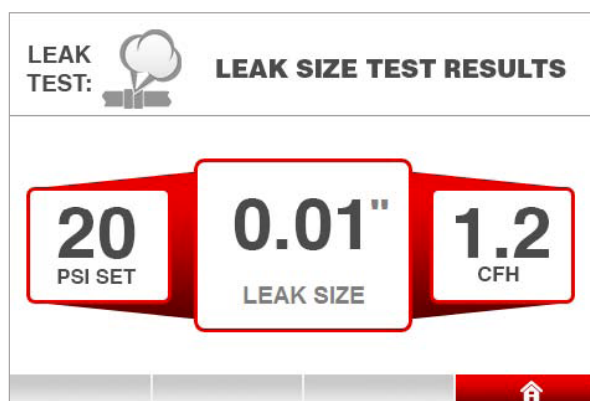 LEAK
TEST:
LEAK SIZE TEST RESULTS
20
PSI SET
0.01"
LEAK SIZE
1.2
CFH